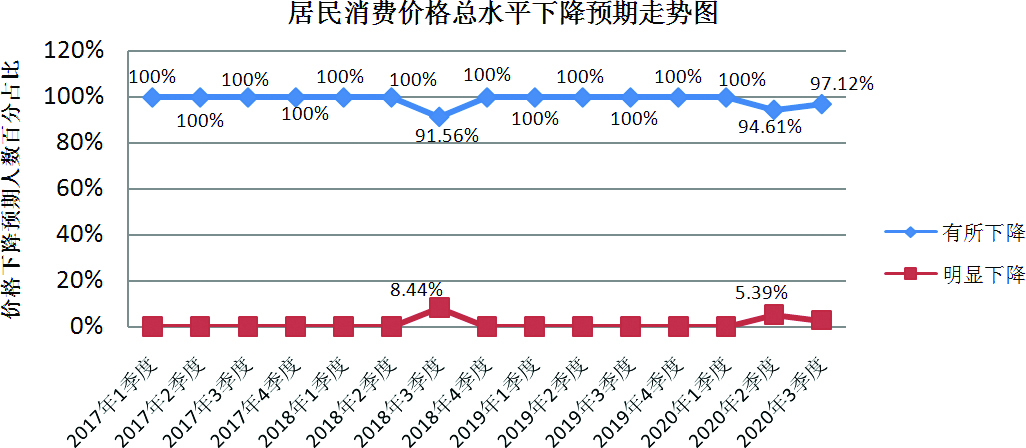 居民消费价格总水平下降预期走势图
价格下降预期人数百分占比
120%
100%
80%
60%
40%
20%
0%
100%
100%
100%
100%
100%
100%
91.56%
100%
100%
100%
100%
100%
100%
94.61%
97.12%
8.44%
5.39%
有所下降
明显下降
2017年1季度
2017年2季度
2017年3季度
2017年4季度
2018年1季度
2018年2季度
2018年3季度
2018年4季度
2019年1季度
2019年2季度
2019年3季度
2019年4季度
2020年1季度
2020年2季度
2020年3季度